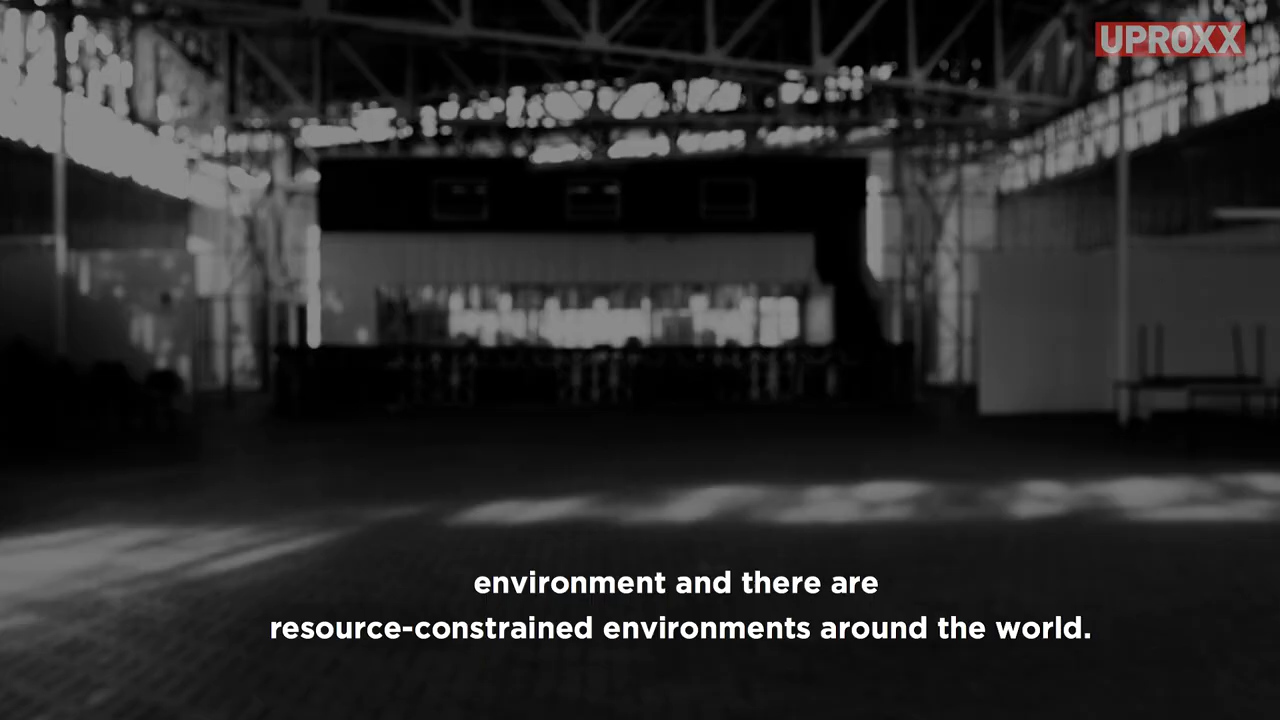 UPROXX
environment and there are
resource-constrained environments around the world.